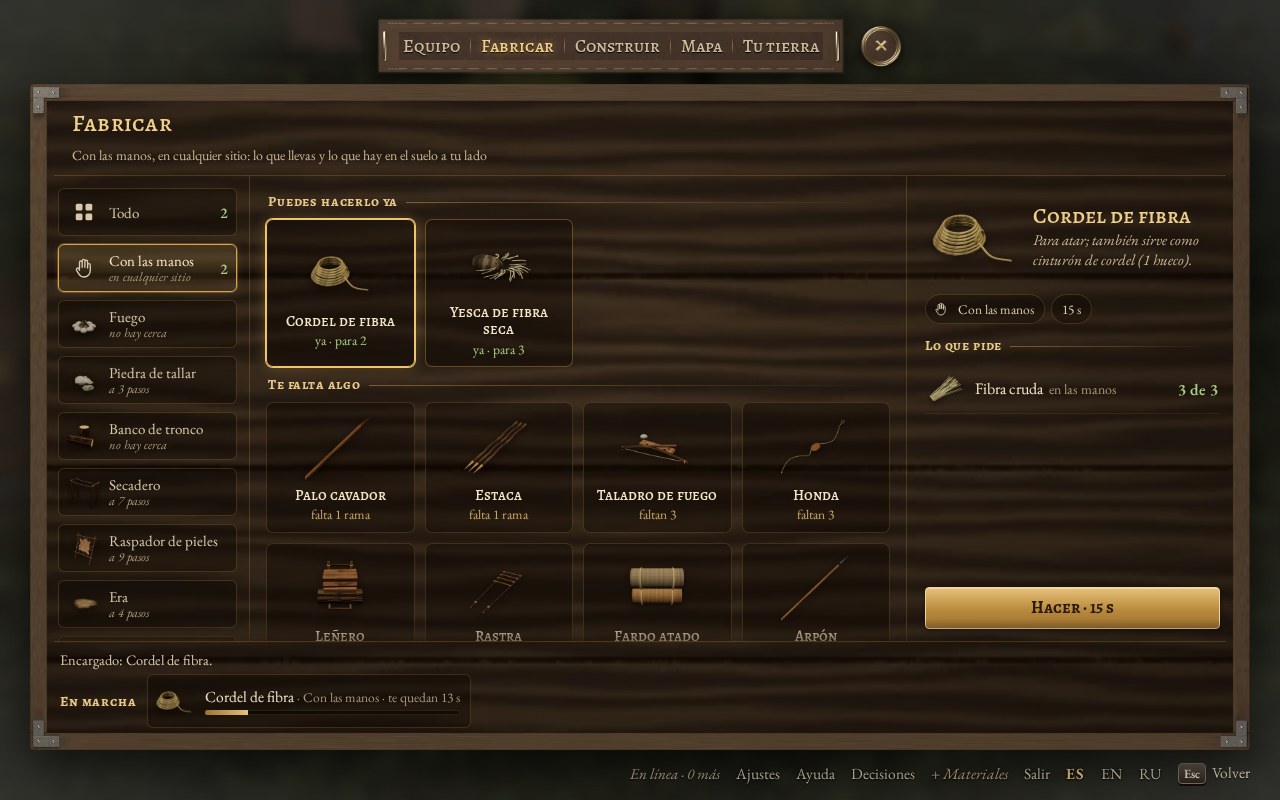 Equipo Fabricar Construir Mapa Tu tierra
Fabricar
Con las manos, en cualquier sitio: lo que llevas y lo que hay en el suelo a tu lado
Todo 2
Con las manos 2
en cualquier sitio
Fuego
no hay cerca
Piedra de tallar
a 3 pasos
Banco de tronco
no hay cerca
Secadero
a 7 pasos
Raspador de pieles
a 9 pasos
Era
a 4 pasos
Puedes hacerlo ya
Cordel de fibra
ya · para 2
Yesca de fibra
seca
ya · para 3
Te falta algo
Palo cavador
falta 1 rama
Estaca
falta 1 rama
Taladro de fuego
faltan 3
Honda
faltan 3
Leñero
Rastra
Fardo atado
Arpón
Cordel de fibra
Para atar; también sirve como
cinturón de cordel (1 hueco).
Con las manos 15 s
Lo que pide
Fibra cruda en las manos 3 de 3
Hacer · 15 s
Encargado: Cordel de fibra.
En marcha
Cordel de fibra · Con las manos · te quedan 13 s
En línea · 0 más Ajustes Ayuda Decisiones + Materiales Salir ES EN RU Esc Volver